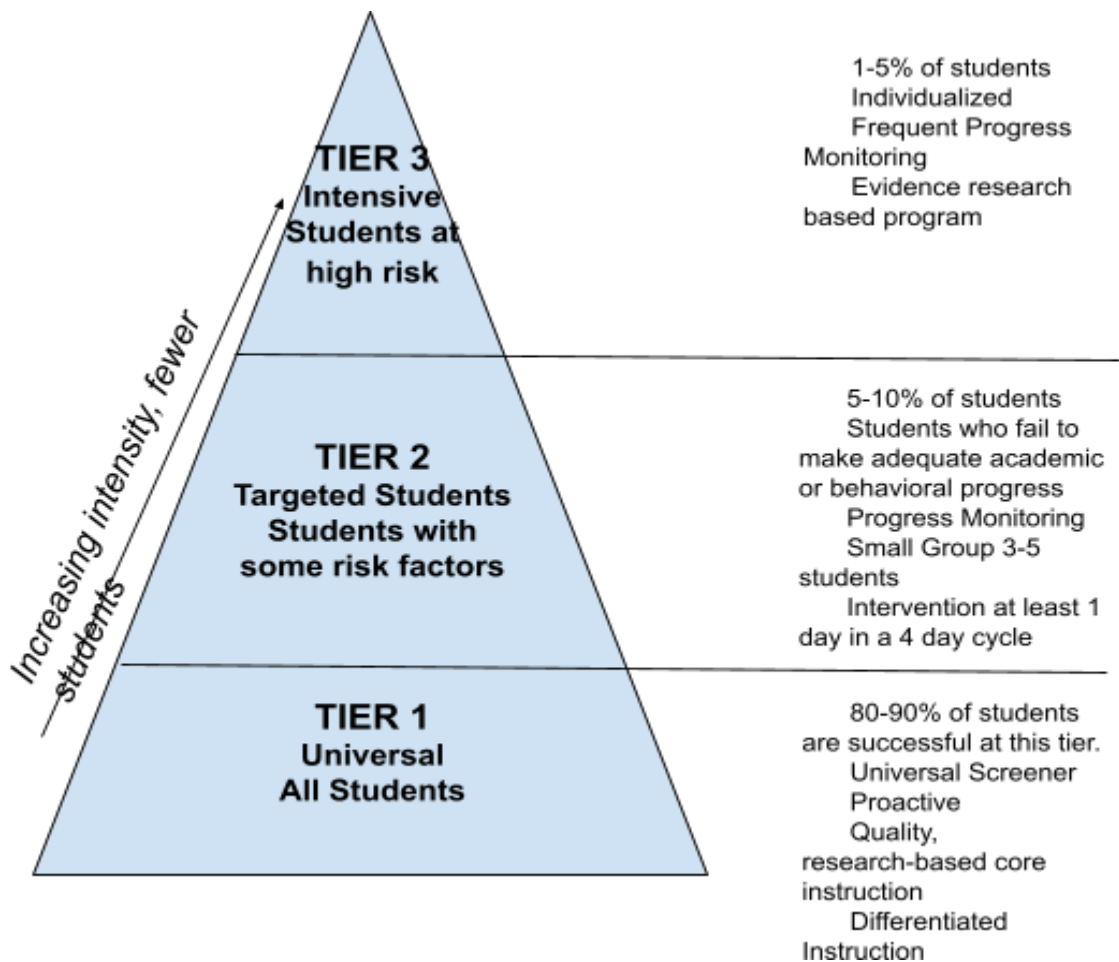 TIER 3
Intensive
Students at
high risk
1-5% of students
Individualized
Frequent Progress
Monitoring
Evidence research
based program
Increasing intensity, fewer
students
TIER 2
Targeted Students
Students with
some risk factors
5-10% of students
Students who fail to
make adequate academic
or behavioral progress
Progress Monitoring
Small Group 3-5
students
Intervention at least 1
day in a 4 day cycle
TIER 1
Universal
All Students
80-90% of students
are successful at this tier.
Universal Screener
Proactive
Quality,
research-based core
instruction
Differentiated
Instruction